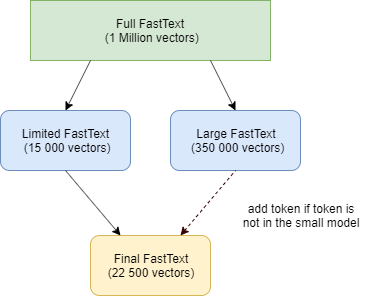 Full FastText
(1 Million vectors)
Limited FastText
(15 000 vectors)
Large FastText
(350 000 vectors)
add token if token is
not in the small model
Final FastText
(22 500 vectors)